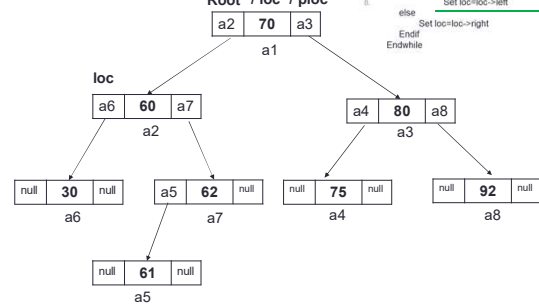 Root / loc / ploc
8. Set loc=loc->left
else
Set loc=loc->right
Endif
Endwhile
a2 70 a3
a1
loc
a6 60 a7
a2
a4 80 a8
a3
null 30 null
a6
a5 62 null
a7
null 75 null
a4
null 92 null
a8
null 61 null
a5